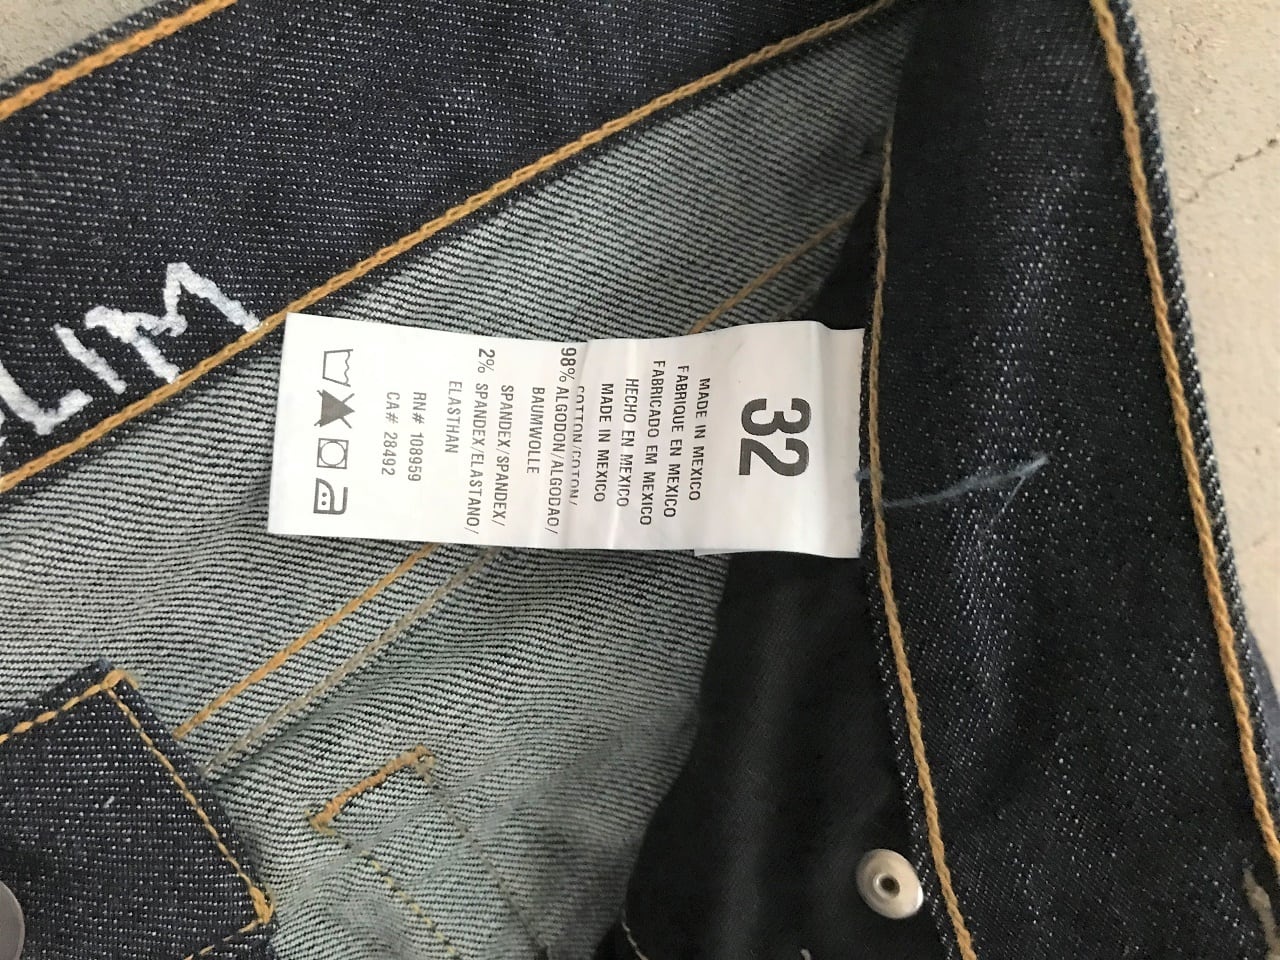 LIM
32
MADE IN MEXICO
FABRIQUE EN MEXICO
FABRICADO EM MEXICO
HECHO EN MEXICO
MADE IN MEXICO
COTTON/COTON/
98% ALGODON/ALGODAO/
BAUMWOLLE
SPANDEX/SPANDEX/
2% SPANDEX/ELASTANO/
ELASTHAN
RN# 108959
CA# 28492